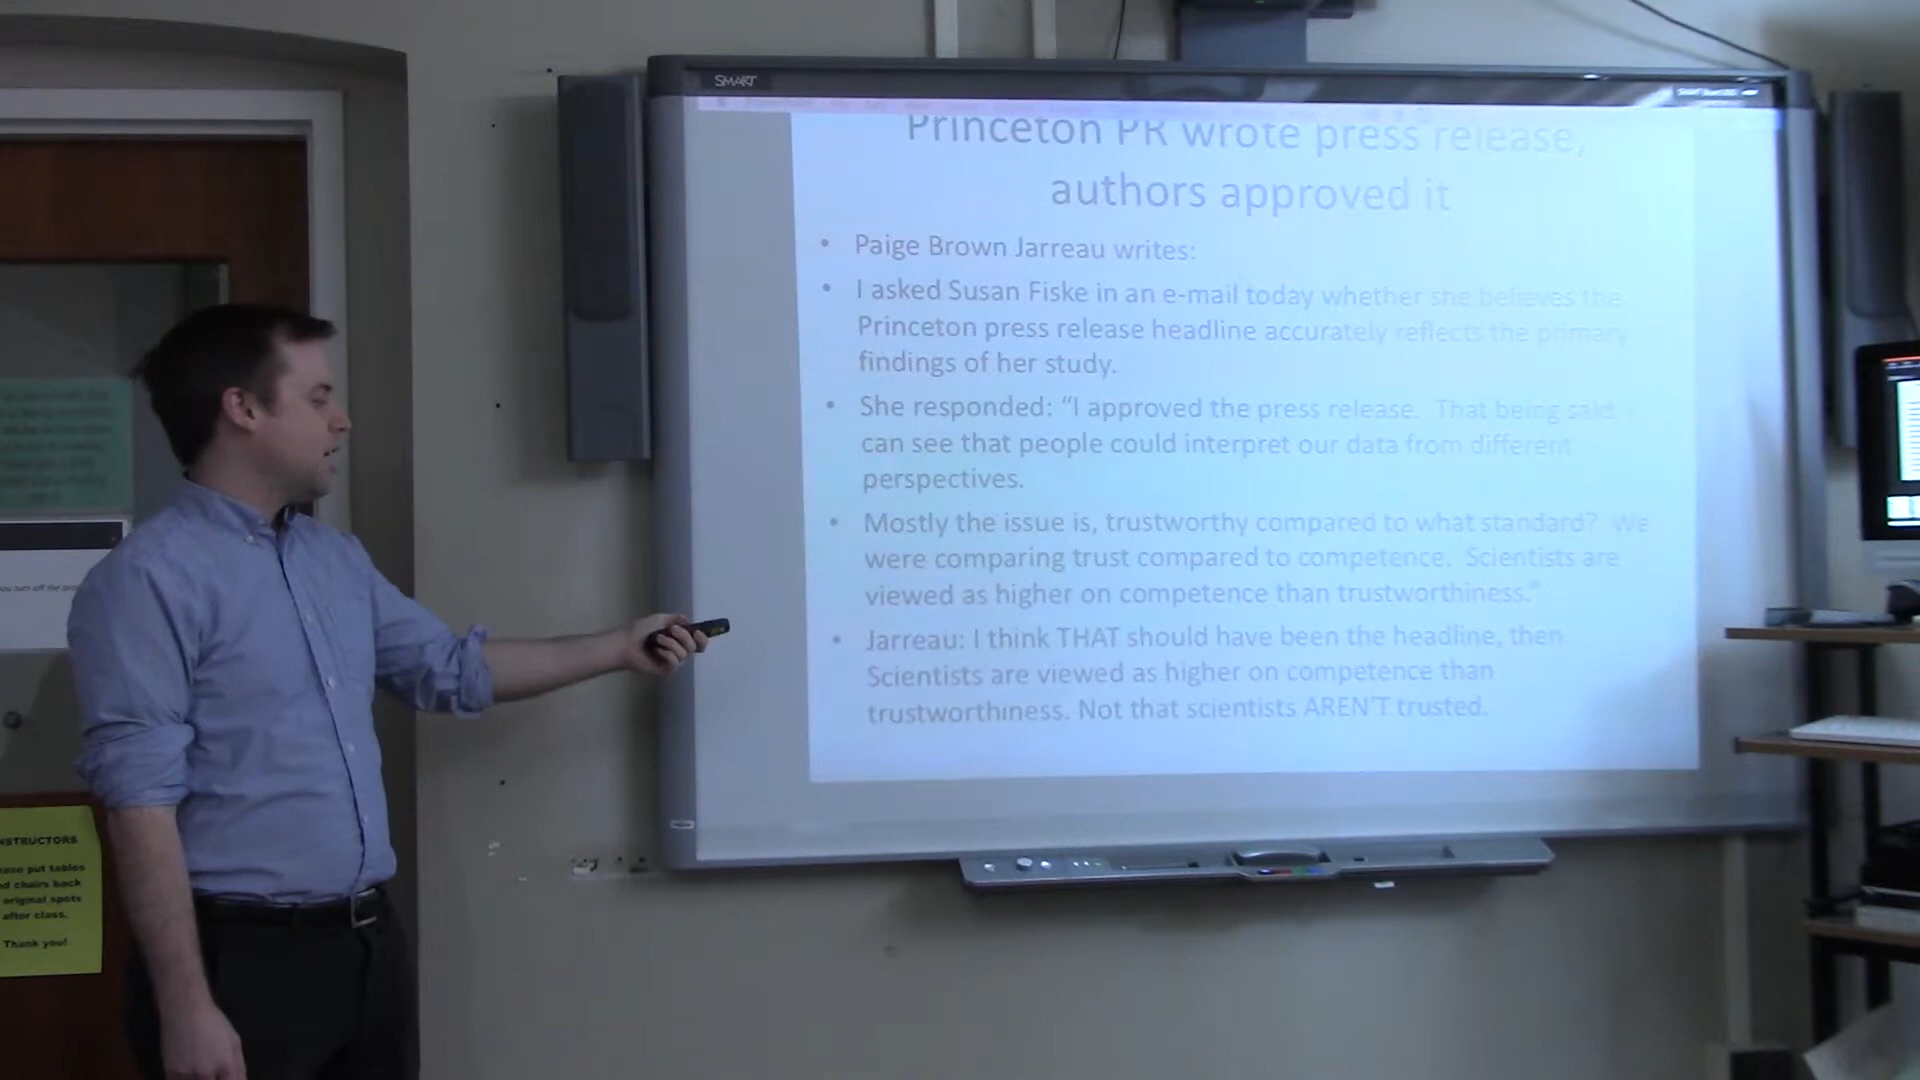 SMART
Princeton PR wrote press release,
authors approved it
• Paige Brown Jarreau writes:
• I asked Susan Fiske in an e-mail today whether she believes the
Princeton press release headline accurately reflects the primary
findings of her study.
• She responded: “I approved the press release. That being said I
can see that people could interpret our data from different
perspectives.
• Mostly the issue is, trustworthy compared to what standard? We
were comparing trust compared to competence. Scientists are
viewed as higher on competence than trustworthiness.”
• Jarreau: I think THAT should have been the headline, then
Scientists are viewed as higher on competence than
trustworthiness. Not that scientists AREN'T trusted.
you turn off the
NSTRUCTORS
ease put tables
d chairs back
original spots
after class.
Thank you!